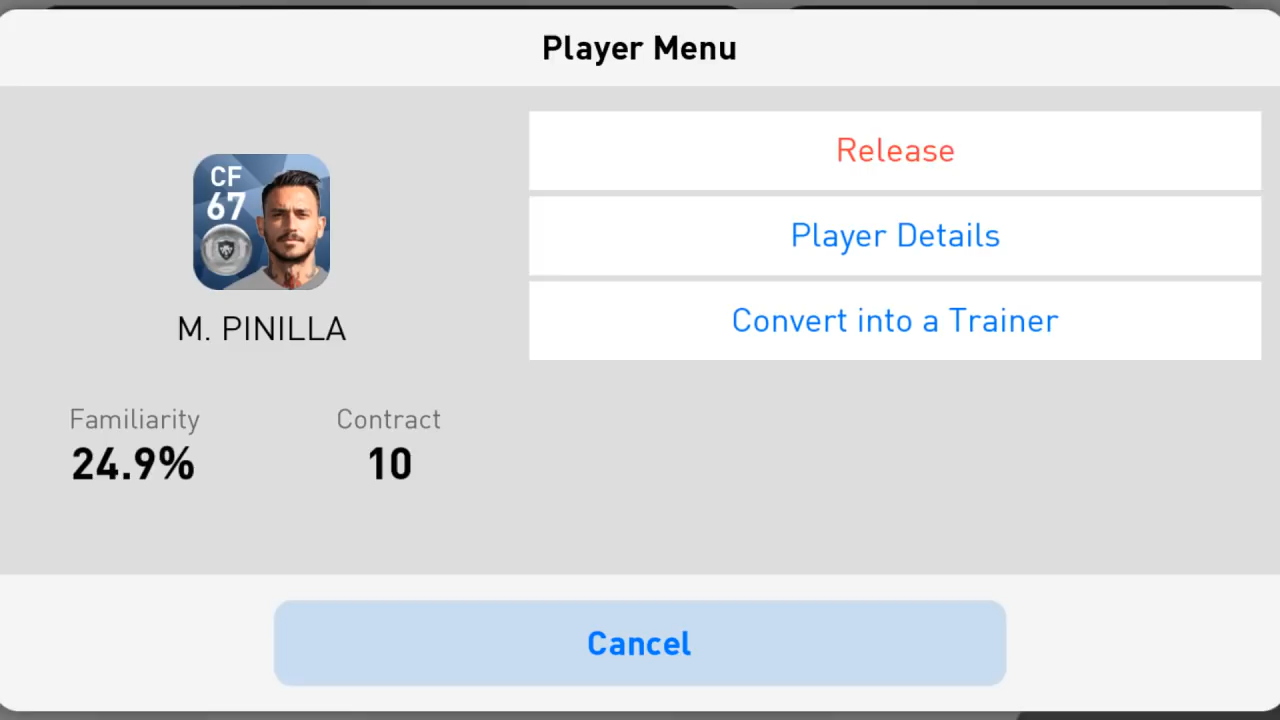 Player Menu
CF
67
M. PINILLA
Familiarity
Contract
24.9%
10
Release
Player Details
Convert into a Trainer
Cancel